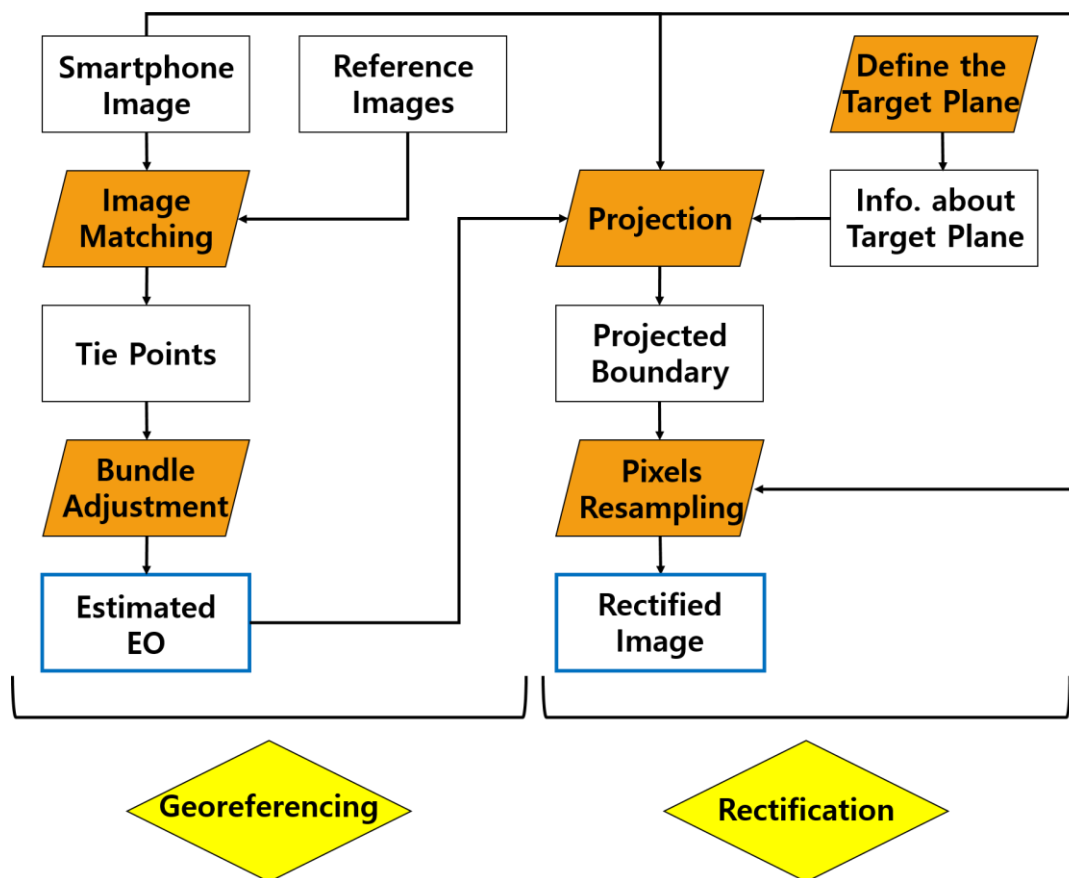 Smartphone
Image
Reference
Images
Define the
Target Plane
Image
Matching
Projection
Info. about
Target Plane
Tie Points
Projected
Boundary
Bundle
Adjustment
Pixels
Resampling
Estimated
EO
Rectified
Image
Georeferencing
Rectification